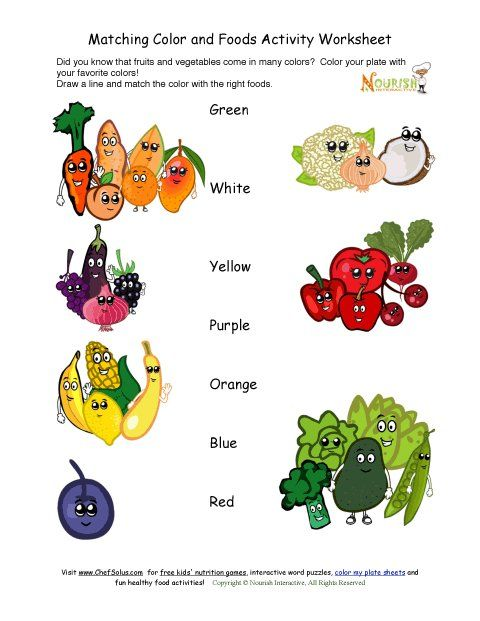 Matching Color and Foods Activity Worksheet
Did you know that fruits and vegetables come in many colors?  Color your plate with
your favorite colors!
Draw a line and match the color with the right foods.
NOURISH
INTERACTIVE
Green
White
Yellow
Purple
Orange
Blue
Red
Visit www.ChefSolus.com  for free kids' nutrition games, interactive word puzzles, color my plate sheets and
fun healthy food activities!   Copyright © Nourish Interactive, All Rights Reserved